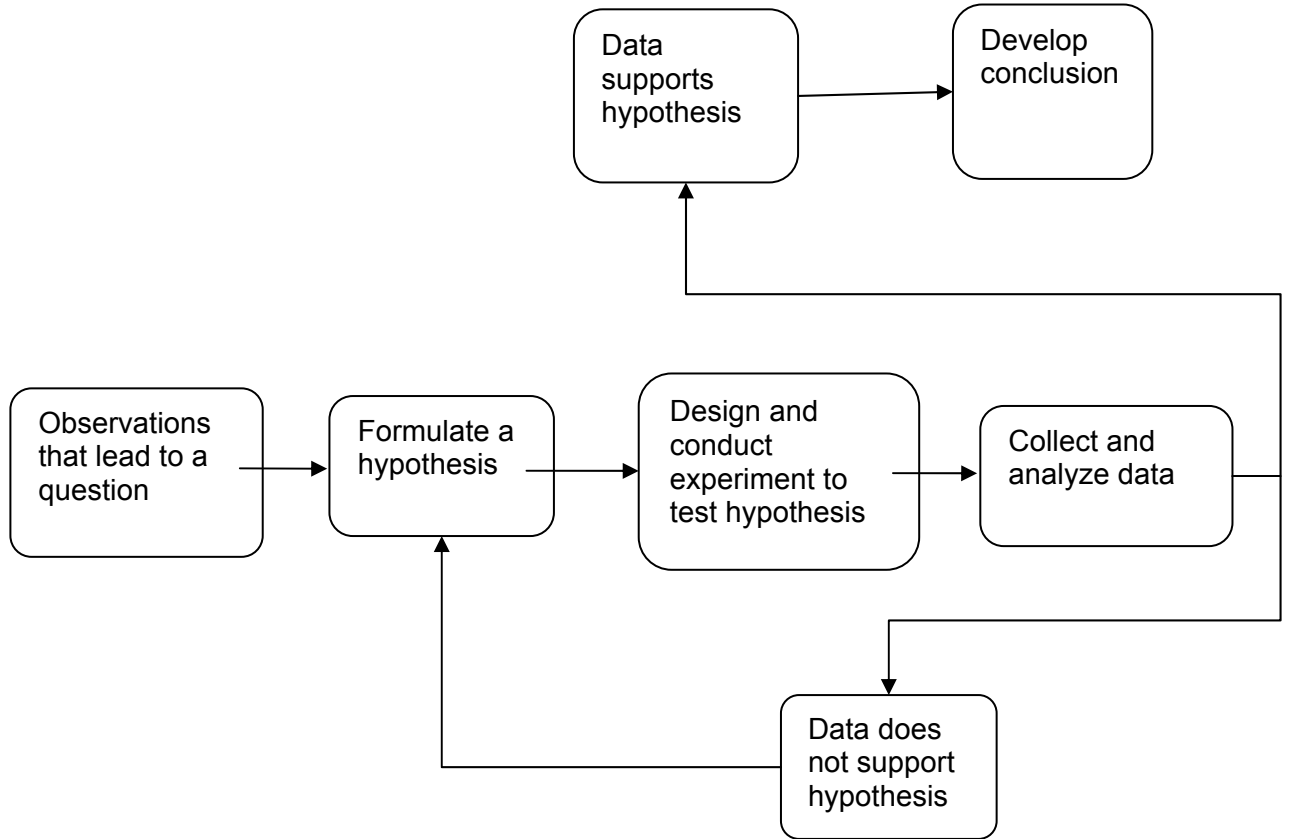 Data
supports
hypothesis
Develop
conclusion
Observations
that lead to a
question
Formulate a
hypothesis
Design and
conduct
experiment to
test hypothesis
Collect and
analyze data
Data does
not support
hypothesis